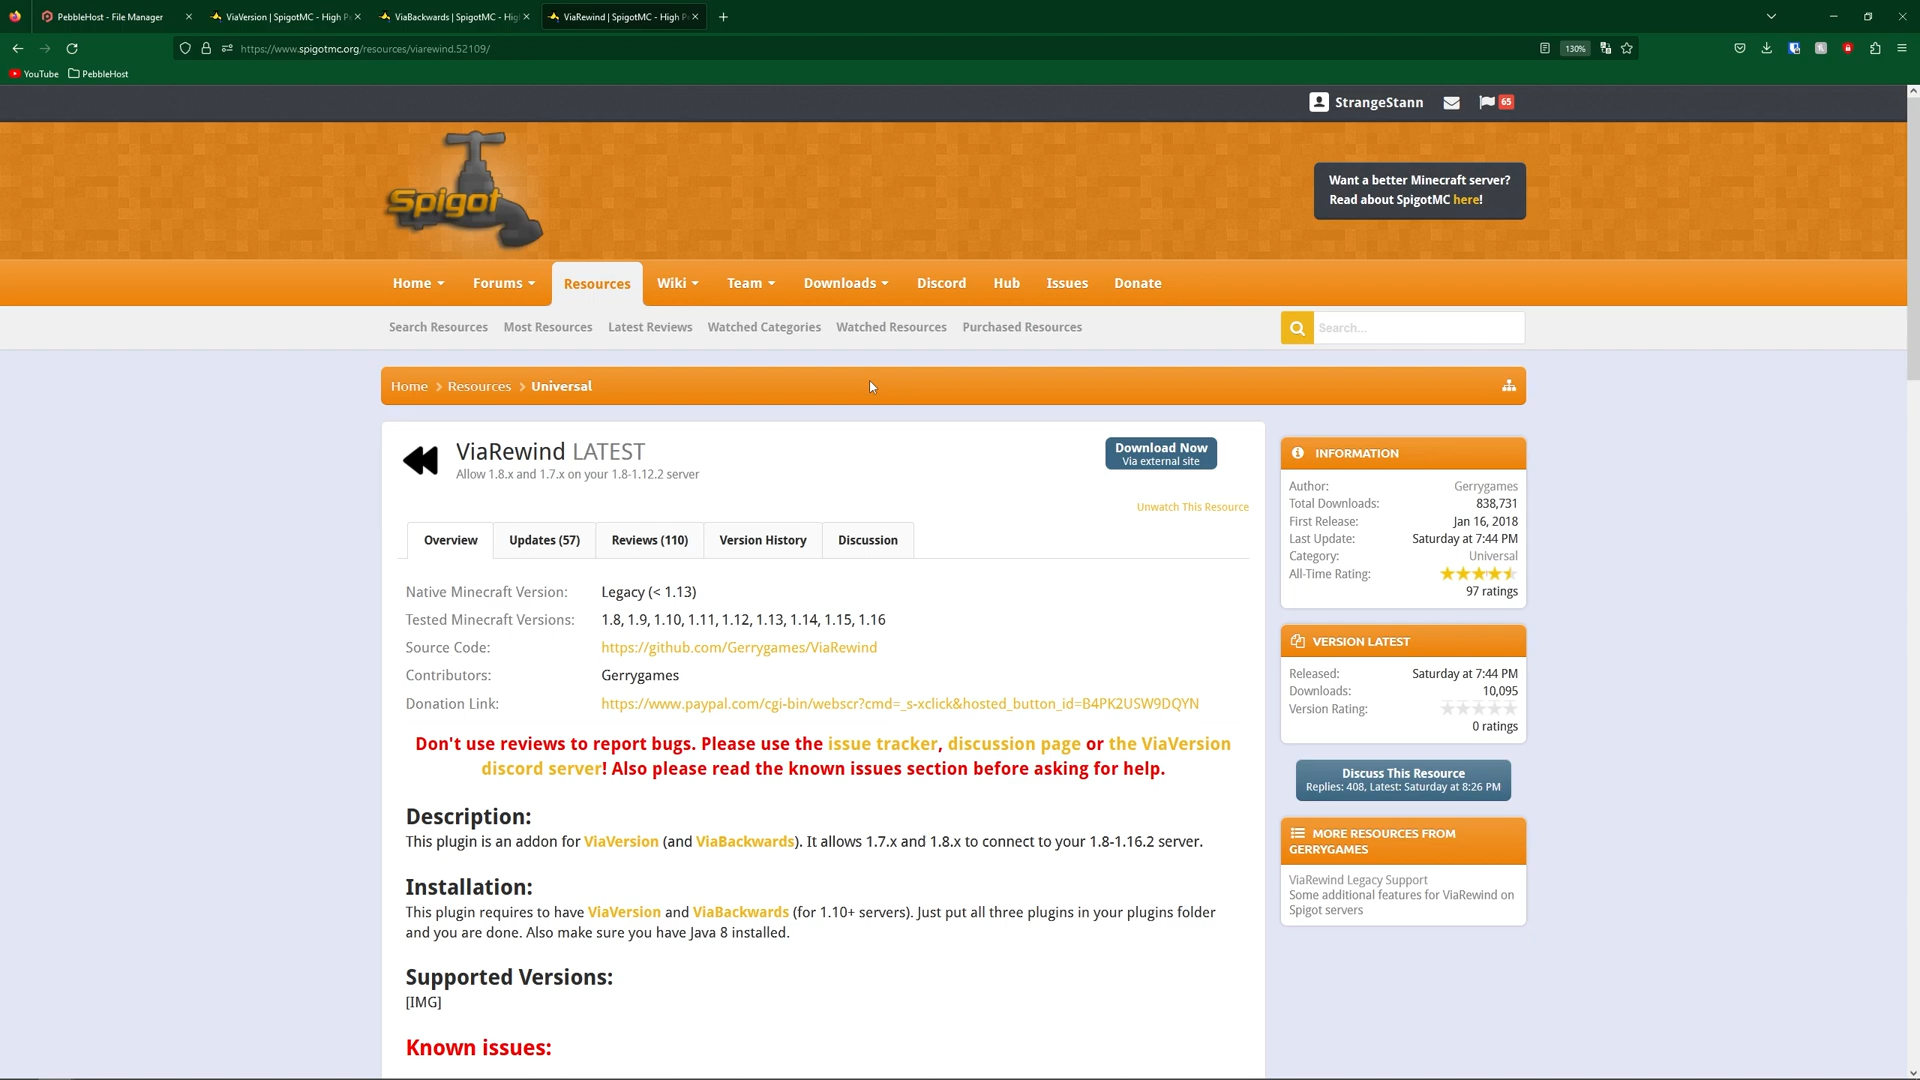 PebbleHost - File Manager
ViaVersion | SpigotMC - High P
ViaBackwards | SpigotMC - Hig
ViaRewind | SpigotMC - High P
https://www.spigotmc.org/resources/viarewind.52109/
130%
YouTube
PebbleHost
StrangeStann
65
Spigot
Want a better Minecraft server?
Read about SpigotMC here!
Home
Forums
Resources
Wiki
Team
Downloads
Discord
Hub
Issues
Donate
Search Resources
Most Resources
Latest Reviews
Watched Categories
Watched Resources
Purchased Resources
Search...
Home
Resources
Universal
ViaRewind LATEST
Allow 1.8.x and 1.7.x on your 1.8-1.12.2 server
Download Now
Via external site
Unwatch This Resource
Overview
Updates (57)
Reviews (110)
Version History
Discussion
Native Minecraft Version: Legacy (< 1.13)
Tested Minecraft Versions: 1.8, 1.9, 1.10, 1.11, 1.12, 1.13, 1.14, 1.15, 1.16
Source Code: https://github.com/Gerrygames/ViaRewind
Contributors: Gerrygames
Donation Link: https://www.paypal.com/cgi-bin/webscr?cmd=_s-xclick&hosted_button_id=B4PK2USW9DQYN
Don't use reviews to report bugs. Please use the issue tracker, discussion page or the ViaVersion
discord server! Also please read the known issues section before asking for help.
Description:
This plugin is an addon for ViaVersion (and ViaBackwards). It allows 1.7.x and 1.8.x to connect to your 1.8-1.16.2 server.
Installation:
This plugin requires to have ViaVersion and ViaBackwards (for 1.10+ servers). Just put all three plugins in your plugins folder
and you are done. Also make sure you have Java 8 installed.
Supported Versions:
[IMG]
Known issues:
INFORMATION
Author: Gerrygames
Total Downloads: 838,731
First Release: Jan 16, 2018
Last Update: Saturday at 7:44 PM
Category: Universal
All-Time Rating:
97 ratings
VERSION LATEST
Released: Saturday at 7:44 PM
Downloads: 10,095
Version Rating:
0 ratings
Discuss This Resource
Replies: 408, Latest: Saturday at 8:26 PM
MORE RESOURCES FROM
GERRYGAMES
ViaRewind Legacy Support
Some additional features for ViaRewind on
Spigot servers